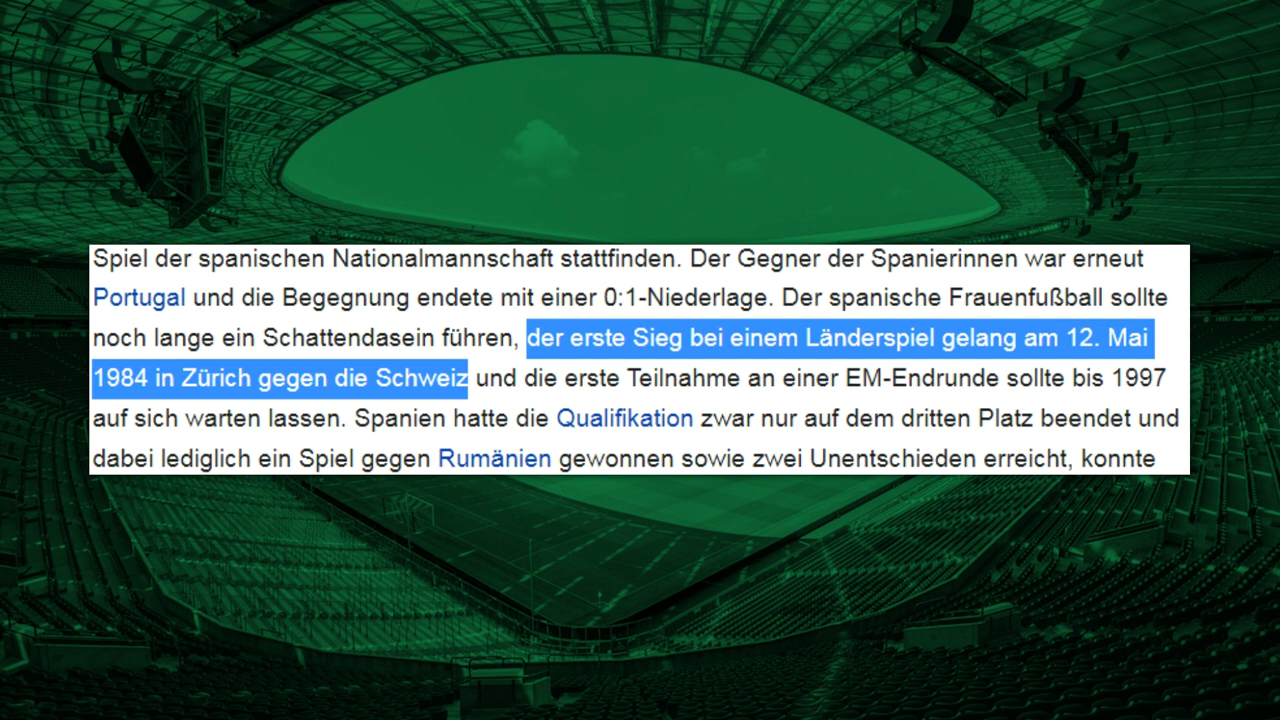 Spiel der spanischen Nationalmannschaft stattfinden. Der Gegner der Spanierinnen war erneut
Portugal und die Begegnung endete mit einer 0:1-Niederlage. Der spanische Frauenfußball sollte
noch lange ein Schattendasein führen, der erste Sieg bei einem Länderspiel gelang am 12. Mai
1984 in Zürich gegen die Schweiz und die erste Teilnahme an einer EM-Endrunde sollte bis 1997
auf sich warten lassen. Spanien hatte die Qualifikation zwar nur auf dem dritten Platz beendet und
dabei lediglich ein Spiel gegen Rumänien gewonnen sowie zwei Unentschieden erreicht, konnte